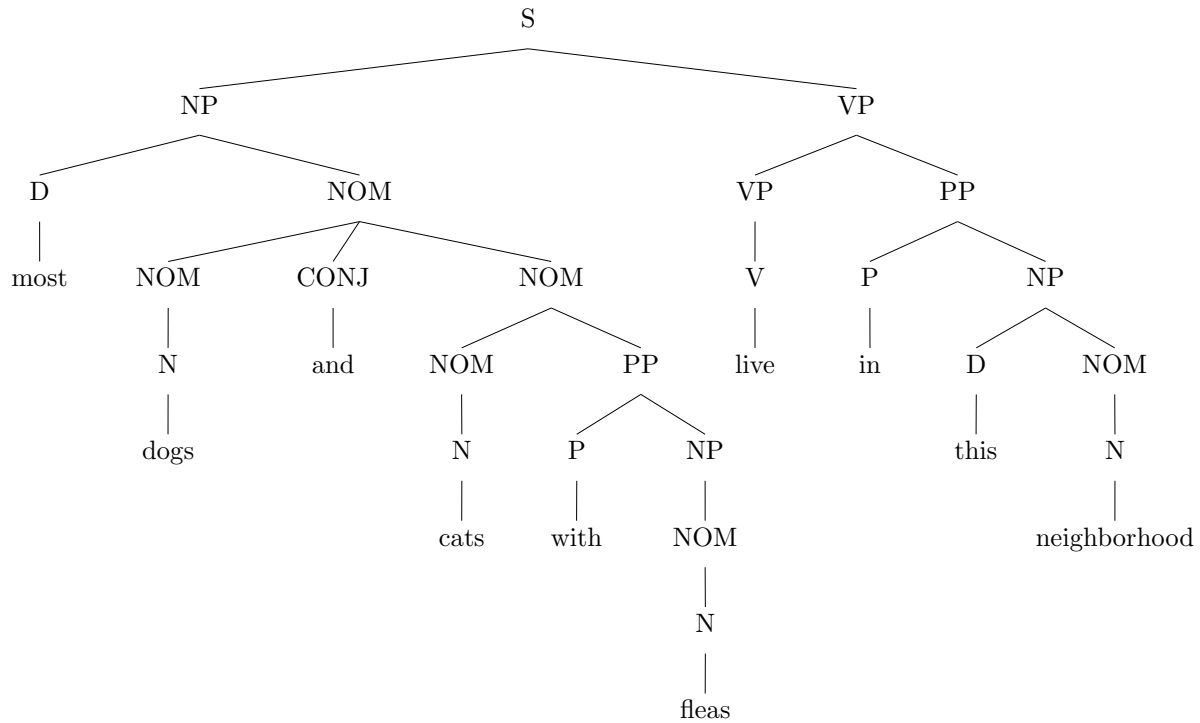 S
NP VP
D NOM VP PP
most NOM CONJ NOM V P NP
N and NOM PP live in D NOM
dogs N P NP this N
cats with NOM neighborhood
N
fleas